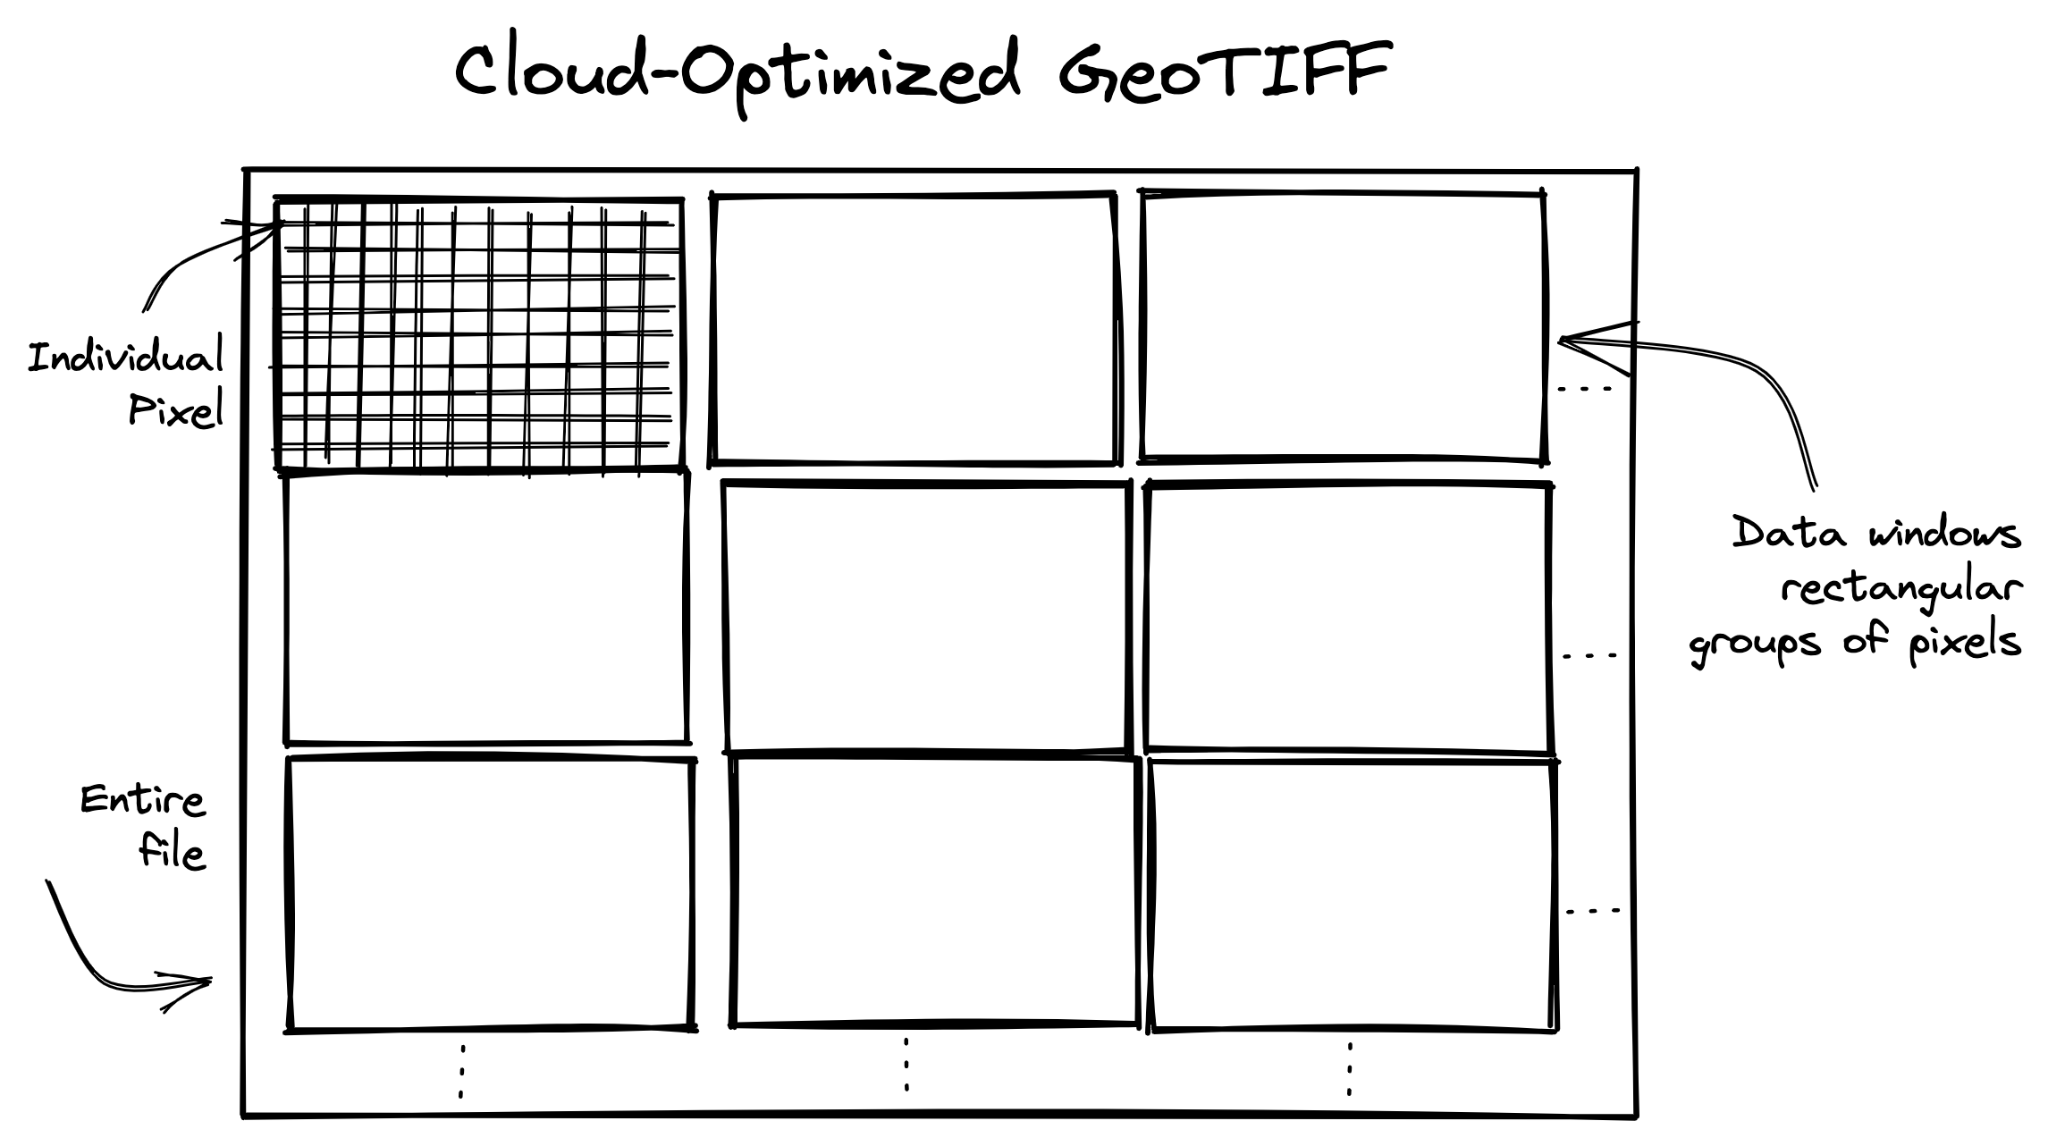 Cloud-Optimized GeoTIFF
Individual
Pixel
Data windows
rectangular
groups of pixels
Entire
file